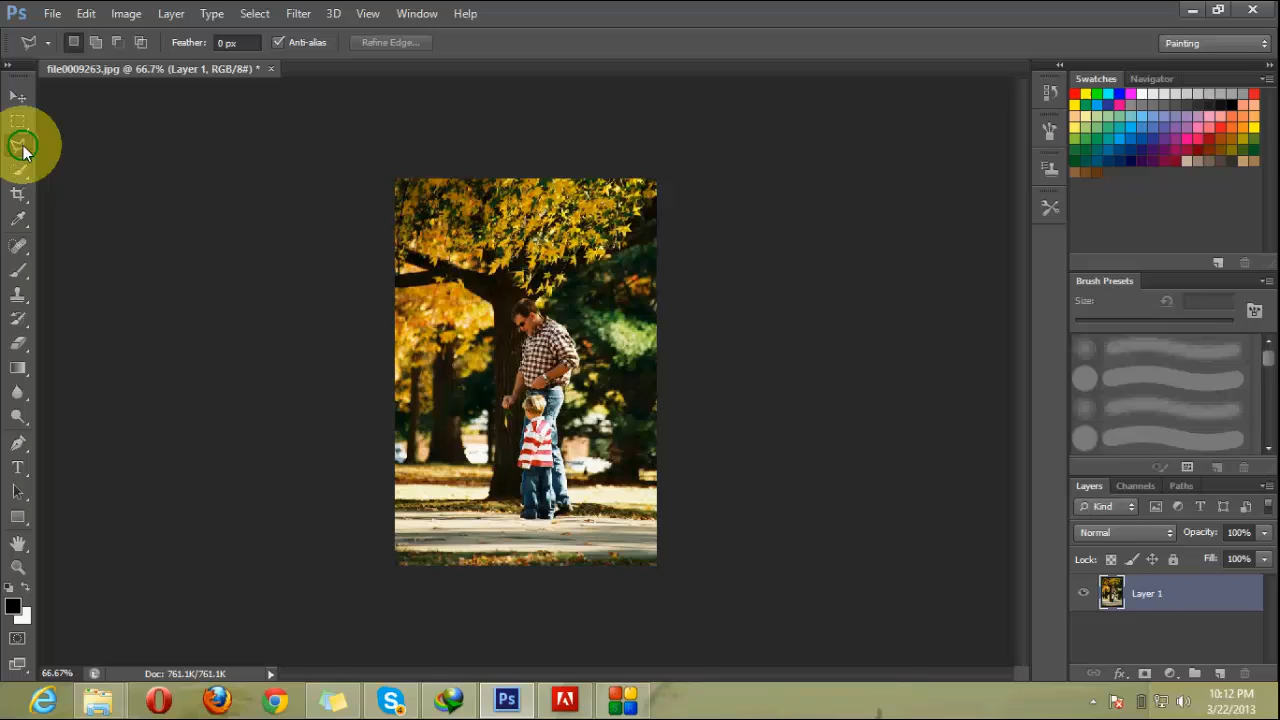 Ps File Edit Image Layer Type Select Filter 3D View Window Help
Feather: 0 px Anti-alias Refine Edge... Painting
file0009263.jpg @ 66.7% (Layer 1, RGB/8#) * ×
Swatches Navigator
Brush Presets
Size:
Layers Channels Paths
Kind
Normal Opacity: 100%
Lock: Fill: 100%
Layer 1
66.67% Doc: 761.1K/761.1K
10:12 PM
3/22/2013